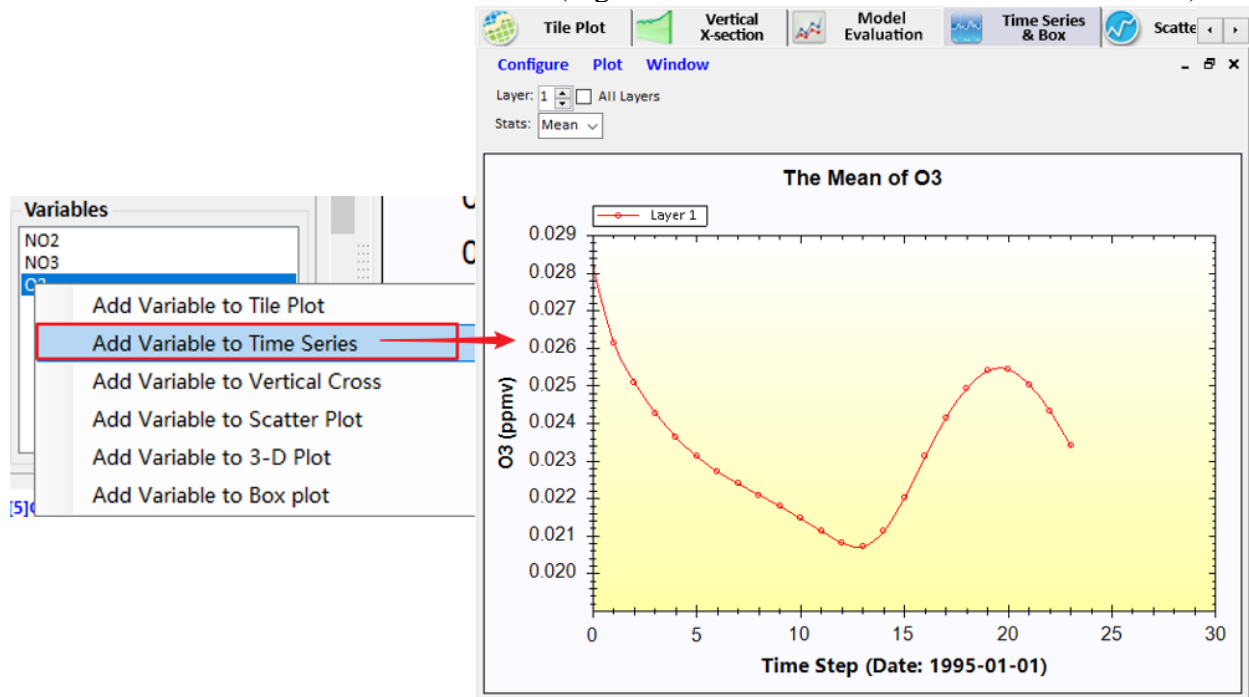 Tile Plot
Vertical X-section
Model Evaluation
Time Series & Box
Scatte
Configure Plot Window
Layer: 1 All Layers
Stats: Mean
The Mean of O3
Layer 1
0.029
0.028
0.027
0.026
0.025
0.024
0.023
0.022
0.021
0.020
O3 (ppmv)
0 5 10 15 20 25 30
Time Step (Date: 1995-01-01)
Variables
NO2
NO3
O3
Add Variable to Tile Plot
Add Variable to Time Series
Add Variable to Vertical Cross
Add Variable to Scatter Plot
Add Variable to 3-D Plot
Add Variable to Box plot
[5]